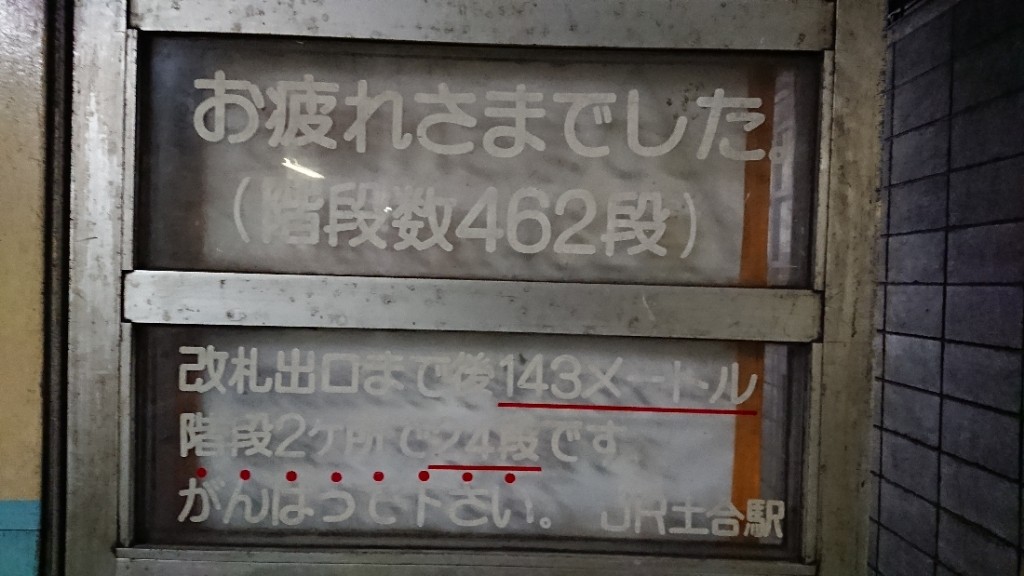 お疲れさまでした。
(階段数462段)
改札出口まで後143メートル
階段2ケ所で24段です
がんばって下さい。 JR土合駅